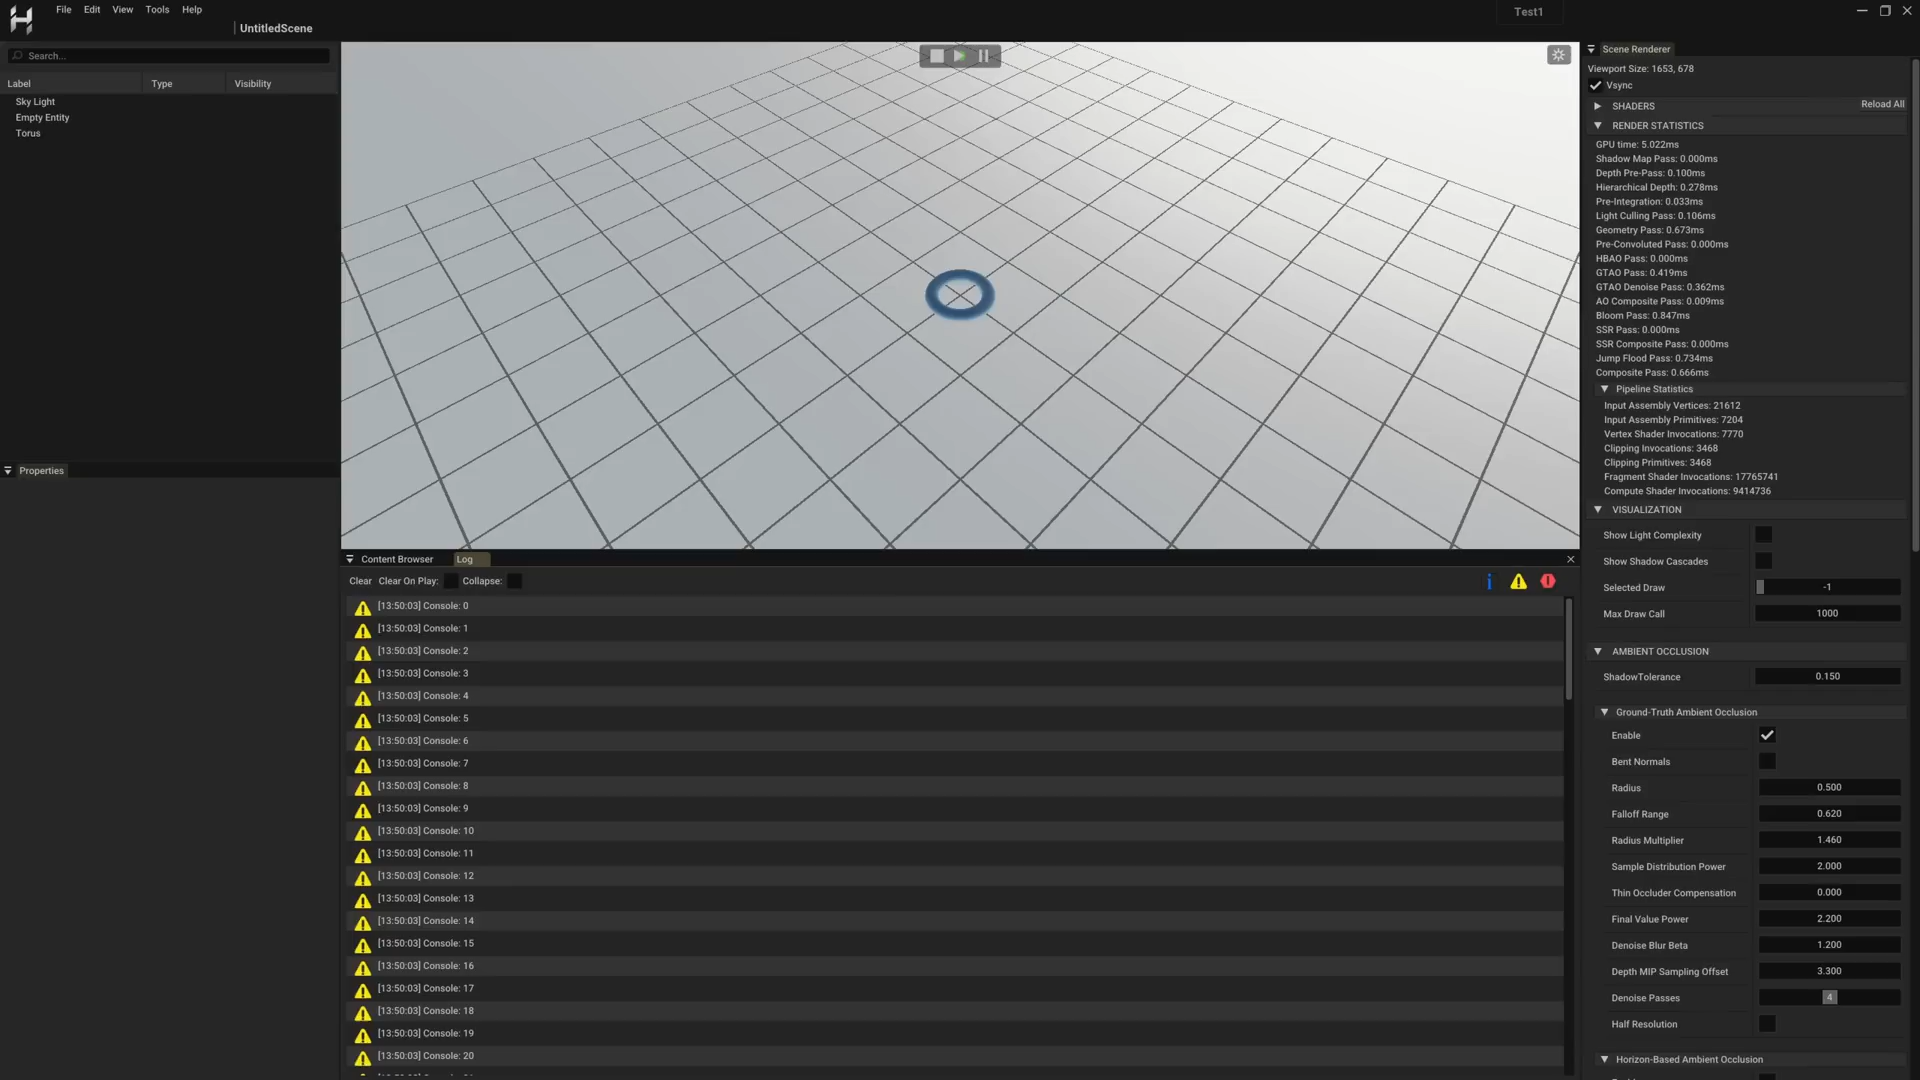 File Edit View Tools Help
UntitledScene
Test1
Search...
Label Type Visibility
Sky Light
Empty Entity
Torus
Properties
Content Browser Log
Clear Clear On Play: Collapse:
[13:50:03] Console: 0
[13:50:03] Console: 1
[13:50:03] Console: 2
[13:50:03] Console: 3
[13:50:03] Console: 4
[13:50:03] Console: 5
[13:50:03] Console: 6
[13:50:03] Console: 7
[13:50:03] Console: 8
[13:50:03] Console: 9
[13:50:03] Console: 10
[13:50:03] Console: 11
[13:50:03] Console: 12
[13:50:03] Console: 13
[13:50:03] Console: 14
[13:50:03] Console: 15
[13:50:03] Console: 16
[13:50:03] Console: 17
[13:50:03] Console: 18
[13:50:03] Console: 19
[13:50:03] Console: 20
Scene Renderer
Viewport Size: 1653, 678
Vsync
SHADERS Reload All
RENDER STATISTICS
GPU time: 5.022ms
Shadow Map Pass: 0.000ms
Depth Pre-Pass: 0.100ms
Hierarchical Depth: 0.278ms
Pre-Integration: 0.033ms
Light Culling Pass: 0.106ms
Geometry Pass: 0.673ms
Pre-Convoluted Pass: 0.000ms
HBAO Pass: 0.000ms
GTAO Pass: 0.419ms
GTAO Denoise Pass: 0.362ms
AO Composite Pass: 0.009ms
Bloom Pass: 0.847ms
SSR Pass: 0.000ms
SSR Composite Pass: 0.000ms
Jump Flood Pass: 0.734ms
Composite Pass: 0.666ms
Pipeline Statistics
Input Assembly Vertices: 21612
Input Assembly Primitives: 7204
Vertex Shader Invocations: 7770
Clipping Invocations: 3468
Clipping Primitives: 3468
Fragment Shader Invocations: 17765741
Compute Shader Invocations: 9414736
VISUALIZATION
Show Light Complexity
Show Shadow Cascades
Selected Draw -1
Max Draw Call 1000
AMBIENT OCCLUSION
ShadowTolerance 0.150
Ground-Truth Ambient Occlusion
Enable
Bent Normals
Radius 0.500
Falloff Range 0.620
Radius Multiplier 1.460
Sample Distribution Power 2.000
Thin Occluder Compensation 0.000
Final Value Power 2.200
Denoise Blur Beta 1.200
Depth MIP Sampling Offset 3.300
Denoise Passes 4
Half Resolution
Horizon-Based Ambient Occlusion